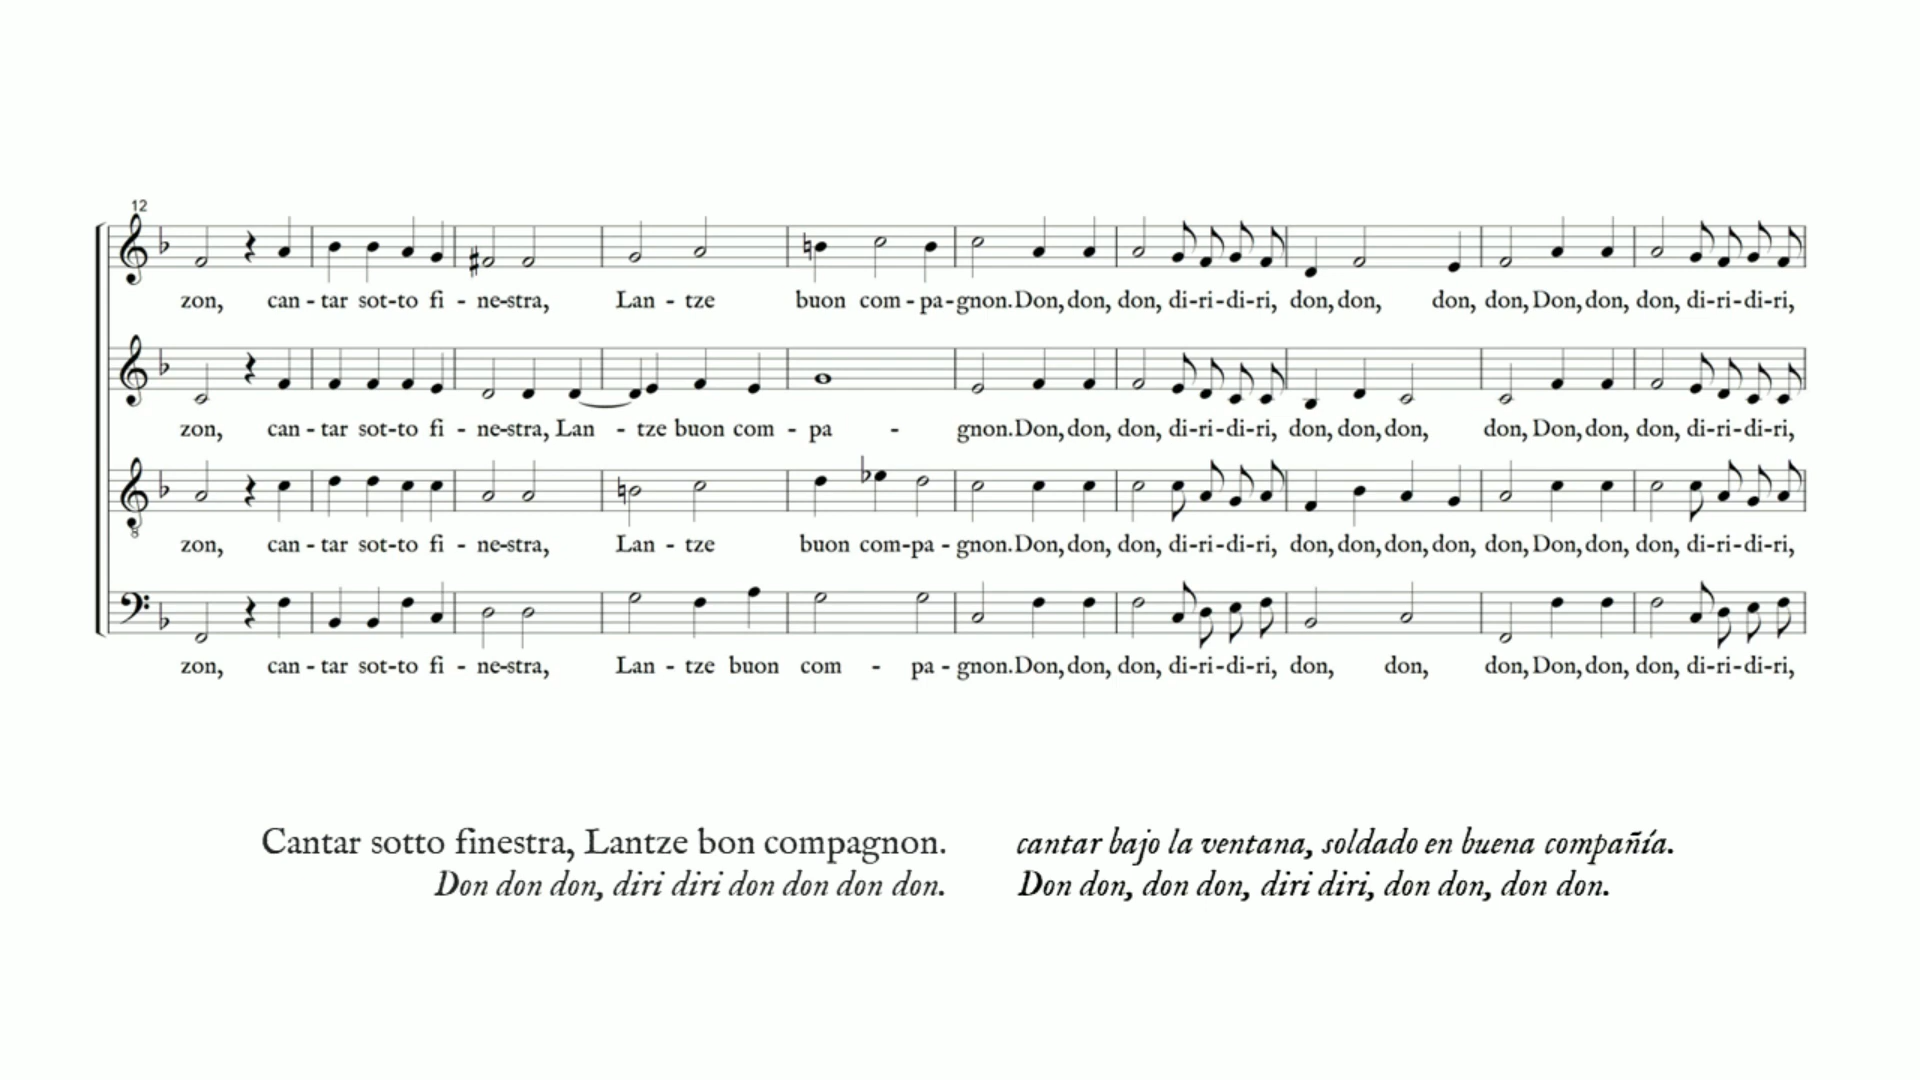 12
zon, can - tar sot-to fi - ne-stra, Lan - tze buon com - pa - gnon. Don, don, don, di-ri-di-ri, don, don, don, don, Don, don, don, di-ri-di-ri,
zon, can - tar sot-to fi - ne-stra, Lan - tze buon com - pa - gnon. Don, don, don, di-ri-di-ri, don, don, don, don, Don, don, don, di-ri-di-ri,
8
zon, can - tar sot-to fi - ne-stra, Lan - tze buon com-pa - gnon. Don, don, don, di-ri-di-ri, don, don, don, don, don, Don, don, don, di-ri-di-ri,
zon, can - tar sot-to fi - ne-stra, Lan - tze buon com - pa - gnon. Don, don, don, di-ri-di-ri, don, don, don, Don, don, don, di-ri-di-ri,
Cantar sotto finestra, Lantze bon compagnon. cantar bajo la ventana, soldado en buena compañía.
Don don don, diri diri don don don don. Don don, don don, diri diri, don don, don don.